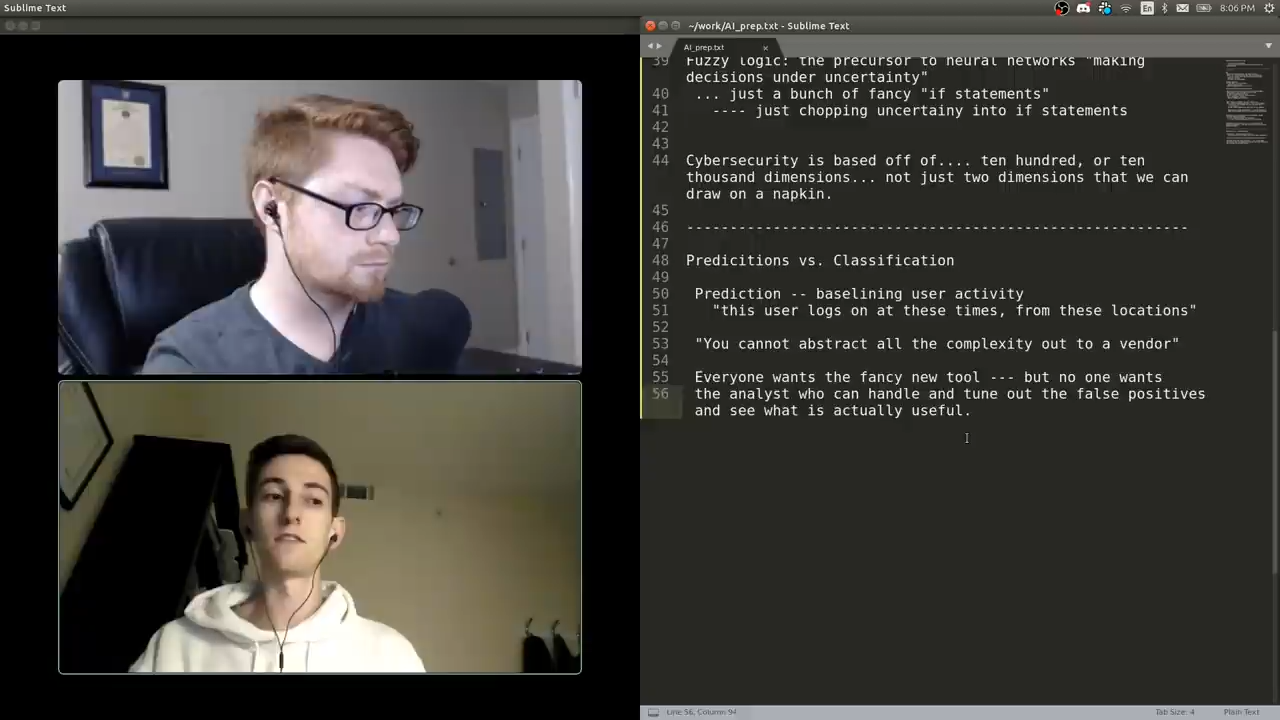 Sublime Text
En
8:06 PM
~/work/AI_prep.txt - Sublime Text
AI_prep.txt
39 Fuzzy logic: the precursor to neural networks "making
decisions under uncertainty"
40 ... just a bunch of fancy "if statements"
41 ---- just chopping uncertainy into if statements
42
43
44 Cybersecurity is based off of.... ten hundred, or ten
thousand dimensions... not just two dimensions that we can
draw on a napkin.
45
46 ---------------------------------------------------------
47
48 Predicitions vs. Classification
49
50 Prediction -- baselining user activity
51 "this user logs on at these times, from these locations"
52
53 "You cannot abstract all the complexity out to a vendor"
54
55 Everyone wants the fancy new tool --- but no one wants
56 the analyst who can handle and tune out the false positives
and see what is actually useful.
Line 56, Column 94
Tab Size: 4
Plain Text